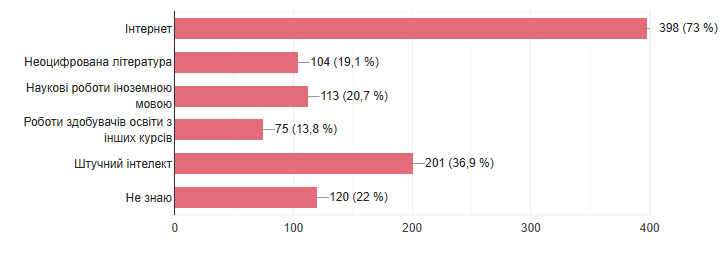 Інтернет
398 (73 %)
Неоцифрована література
104 (19,1 %)
Наукові роботи іноземною
мовою
113 (20,7 %)
Роботи здобувачів освіти з
інших курсів
75 (13,8 %)
Штучний інтелект
201 (36,9 %)
Не знаю
120 (22 %)
0
100
200
300
400